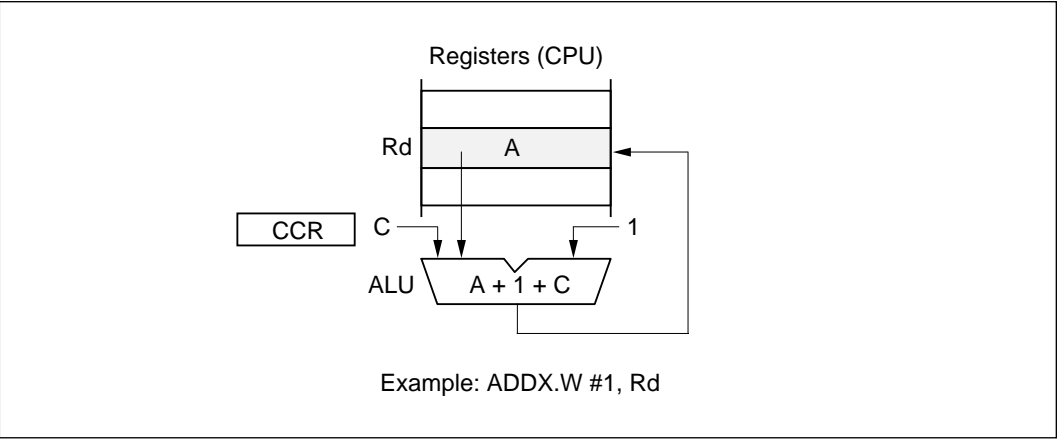 Registers (CPU)
Rd A
CCR C 1
ALU A + 1 + C
Example: ADDX.W #1, Rd